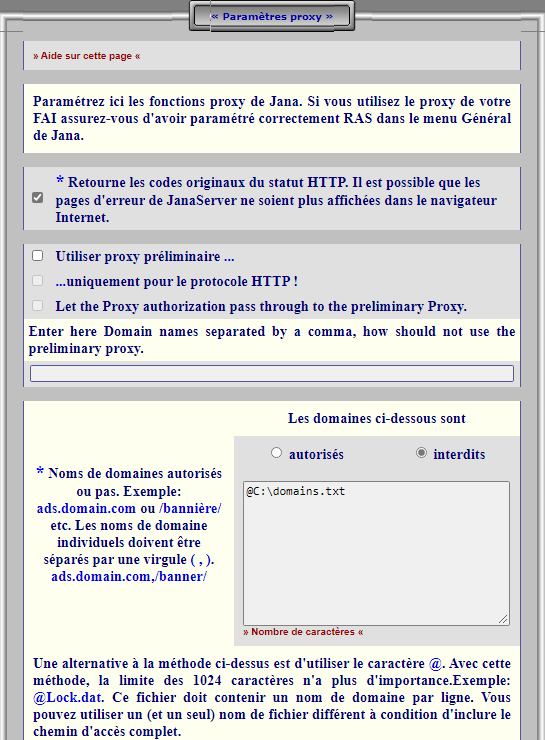 « Paramètres proxy »
» Aide sur cette page «
Paramétrez ici les fonctions proxy de Jana. Si vous utilisez le proxy de votre
FAI assurez-vous d'avoir paramétré correctement RAS dans le menu Général
de Jana.
* Retourne les codes originaux du statut HTTP. Il est possible que les
pages d'erreur de JanaServer ne soient plus affichées dans le navigateur
Internet.
Utiliser proxy préliminaire ...
...uniquement pour le protocole HTTP !
Let the Proxy authorization pass through to the preliminary Proxy.
Enter here Domain names separated by a comma, how should not use the
preliminary proxy.
Les domaines ci-dessous sont
autorisés interdits
* Noms de domaines autorisés
ou pas. Exemple:
ads.domain.com ou /bannière/
etc. Les noms de domaine
individuels doivent être
séparés par une virgule ( , ).
ads.domain.com,/banner/
@C:\domains.txt
» Nombre de caractères «
Une alternative à la méthode ci-dessus est d'utiliser le caractère @. Avec cette
méthode, la limite des 1024 caractères n'a plus d'importance.Exemple:
@Lock.dat. Ce fichier doit contenir un nom de domaine par ligne. Vous
pouvez utiliser un (et un seul) nom de fichier différent à condition d'inclure le
chemin d'accès complet.